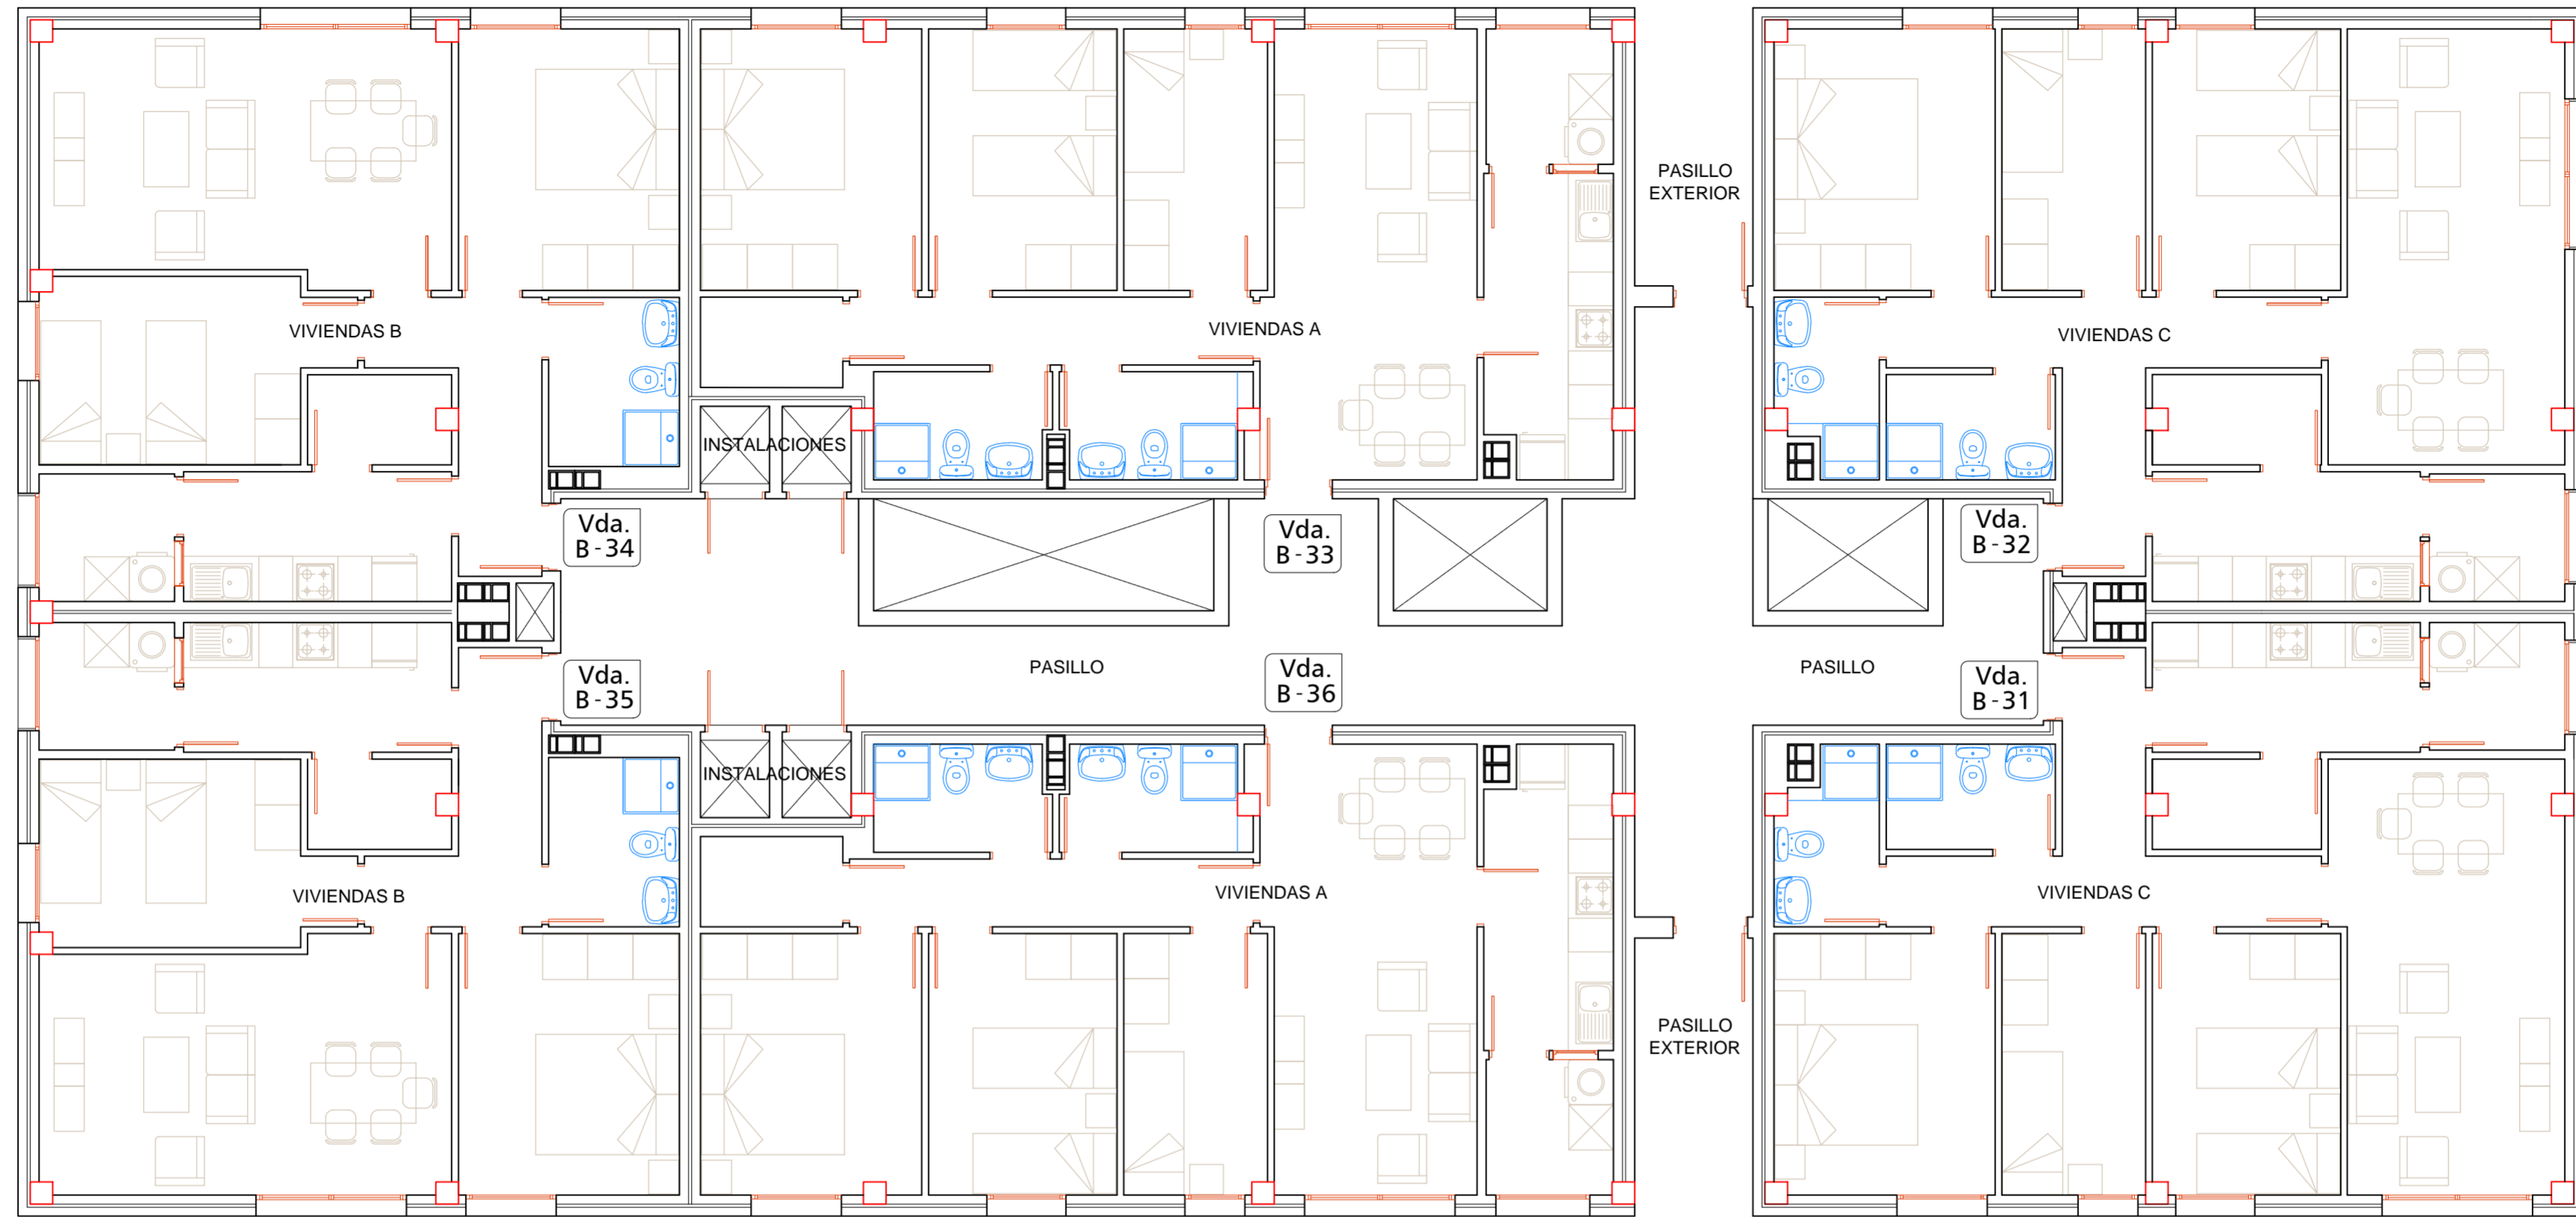 PASILLO
EXTERIOR
VIVIENDAS B
VIVIENDAS A
VIVIENDAS C
INSTALACIONES
Vda.
B-34
Vda.
B-33
Vda.
B-32
PASILLO
PASILLO
Vda.
B-35
Vda.
B-36
Vda.
B-31
INSTALACIONES
VIVIENDAS B
VIVIENDAS A
VIVIENDAS C
PASILLO
EXTERIOR